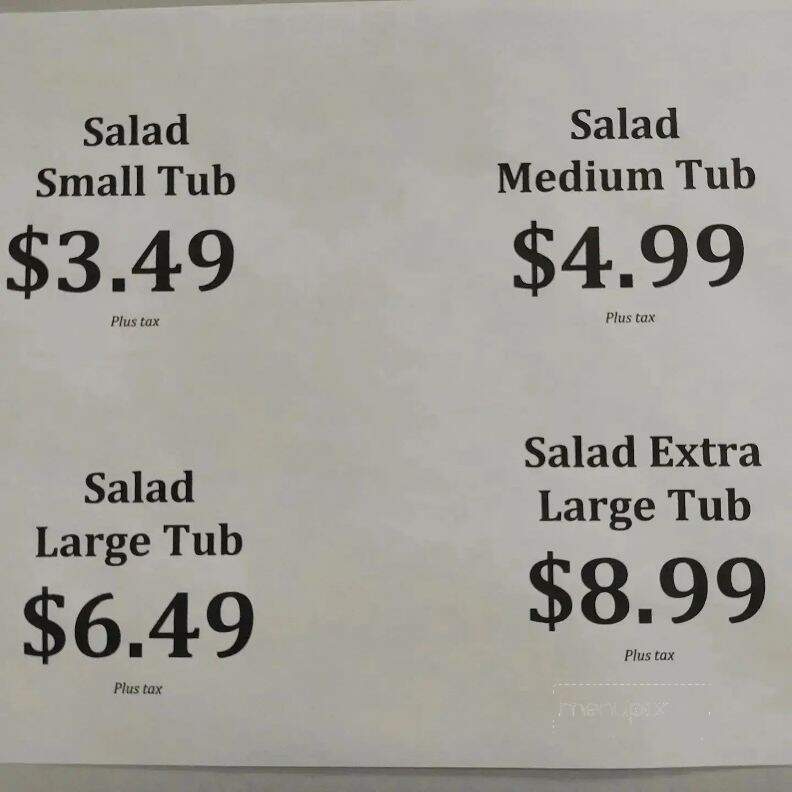 Salad
Small Tub
$3.49
Plus tax
Salad
Medium Tub
$4.99
Plus tax
Salad
Large Tub
$6.49
Plus tax
Salad Extra
Large Tub
$8.99
Plus tax
menupix